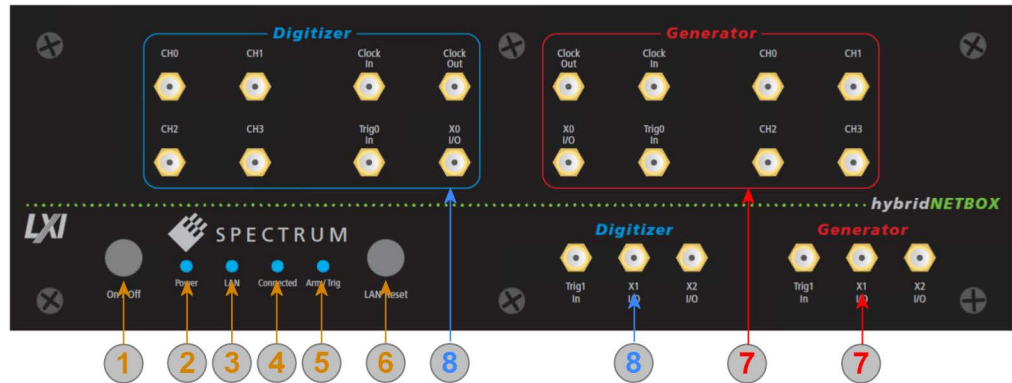 Digitizer
Generator
CH0
CH1
Clock
In
Clock
Out
Clock
Out
Clock
In
CH0
CH1
CH2
CH3
Trig0
In
X0
I/O
X0
I/O
Trig0
In
CH2
CH3
hybridNETBOX
LXI
SPECTRUM
Digitizer
Generator
On / Off
Power
LAN
Connected
Arm/Trig
LAN Reset
Trig1
In
X1
I/O
X2
I/O
Trig1
In
X1
I/O
X2
I/O
1
2
3
4
5
6
8
8
7
7